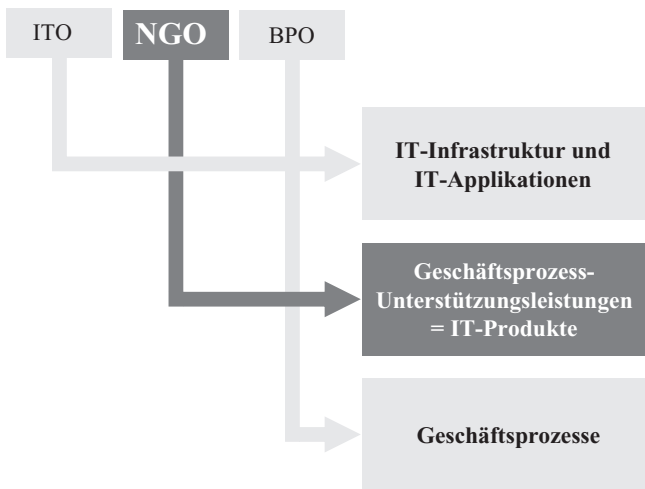 ITO
NGO
BPO
IT-Infrastruktur und
IT-Applikationen
Geschäftsprozess-
Unterstützungsleistungen
= IT-Produkte
Geschäftsprozesse